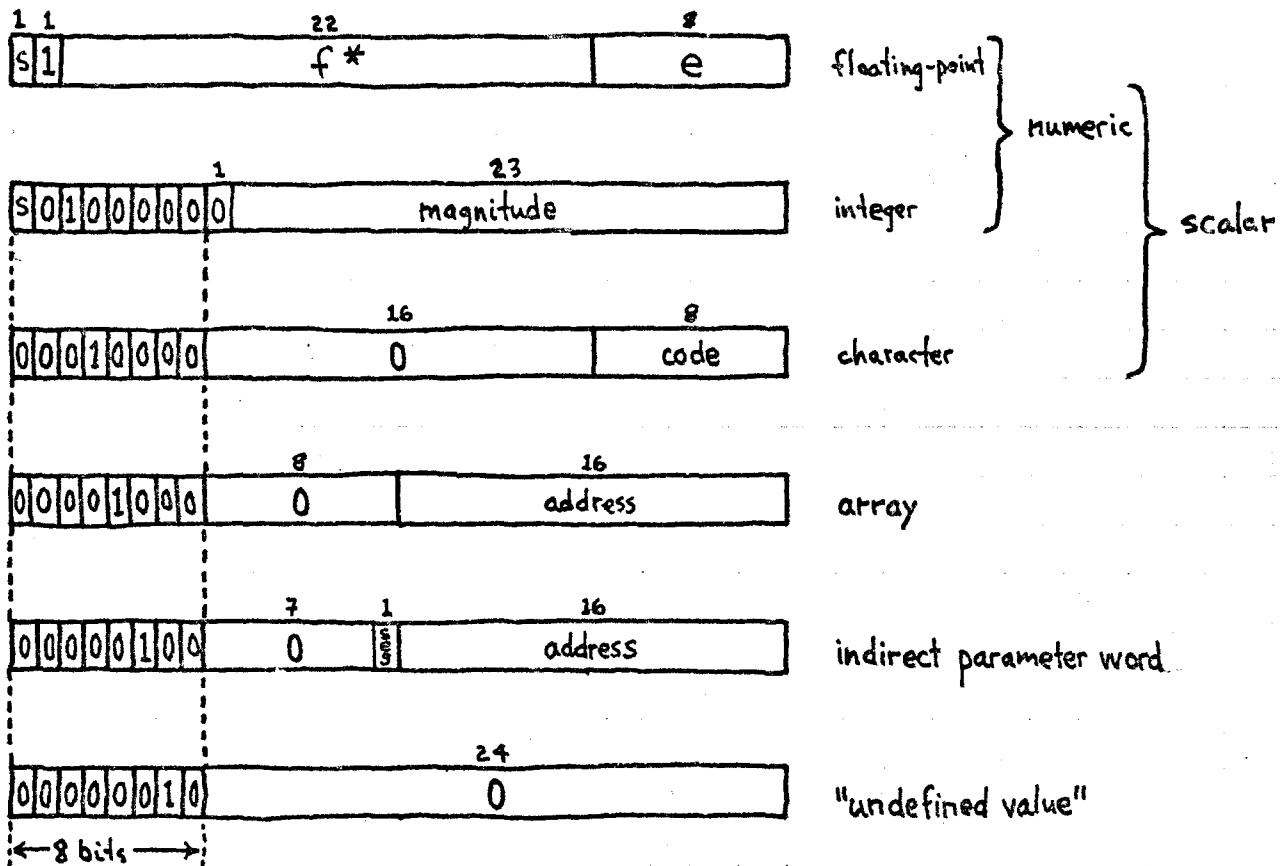 1 1 22 8
s 1 f* e floating-point
numeric
1 23
s 0 1 0 0 0 0 0 0 magnitude integer
scalar
16 8
0 0 0 1 0 0 0 0 0 code character
8 16
0 0 0 0 1 0 0 0 0 address array
7 1 16
0 0 0 0 0 1 0 0 0 address indirect parameter word
24
0 0 0 0 0 0 1 0 0 "undefined value"
8 bits